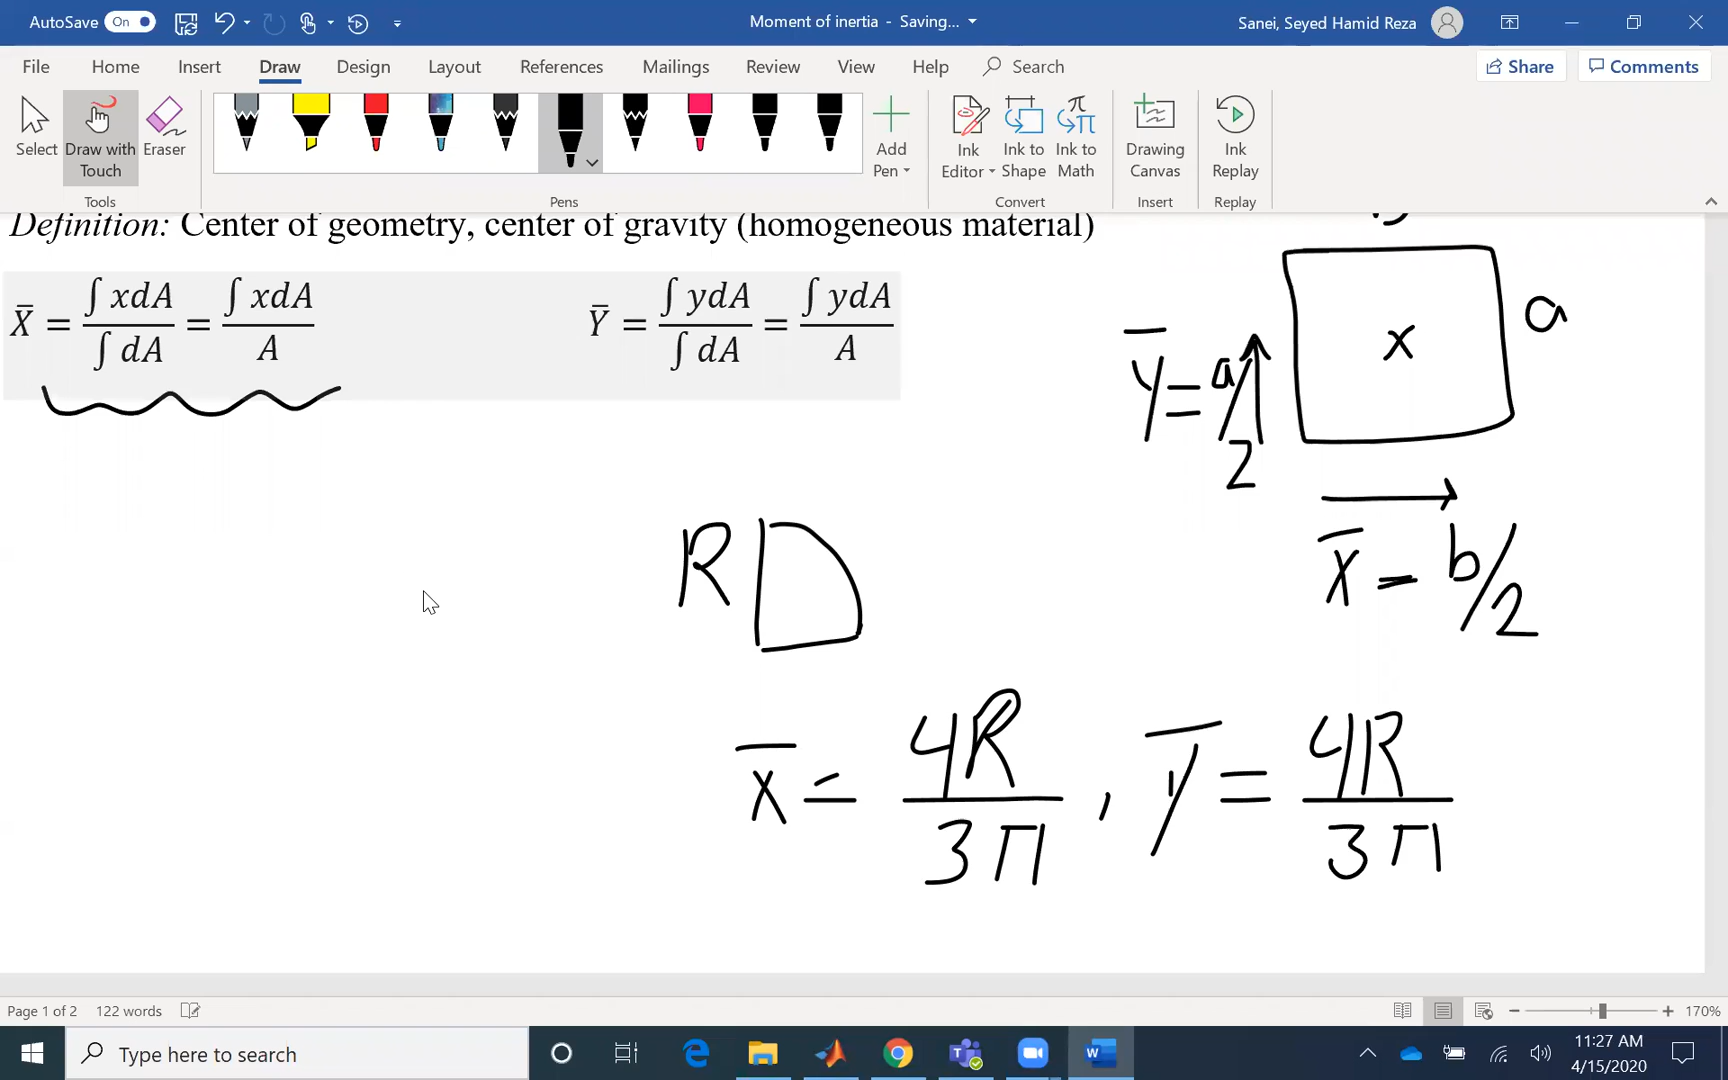 AutoSave On
Moment of inertia - Saving...
Sanei, Seyed Hamid Reza
File Home Insert Draw Design Layout References Mailings Review View Help Search
Share Comments
Select Draw with Touch Eraser
Add Pen
Ink Editor Ink to Shape Ink to Math
Drawing Canvas
Ink Replay
Tools Pens Convert Insert Replay
Definition: Center of geometry, center of gravity (homogeneous material)
X̄ = ∫xdA / ∫dA = ∫xdA / A
Ȳ = ∫ydA / ∫dA = ∫ydA / A
x a
Ȳ = a/2
X̄ = b/2
R
X̄ = 4R/3π , Ȳ = 4R/3π
Page 1 of 2 122 words 170%
Type here to search
11:27 AM
4/15/2020